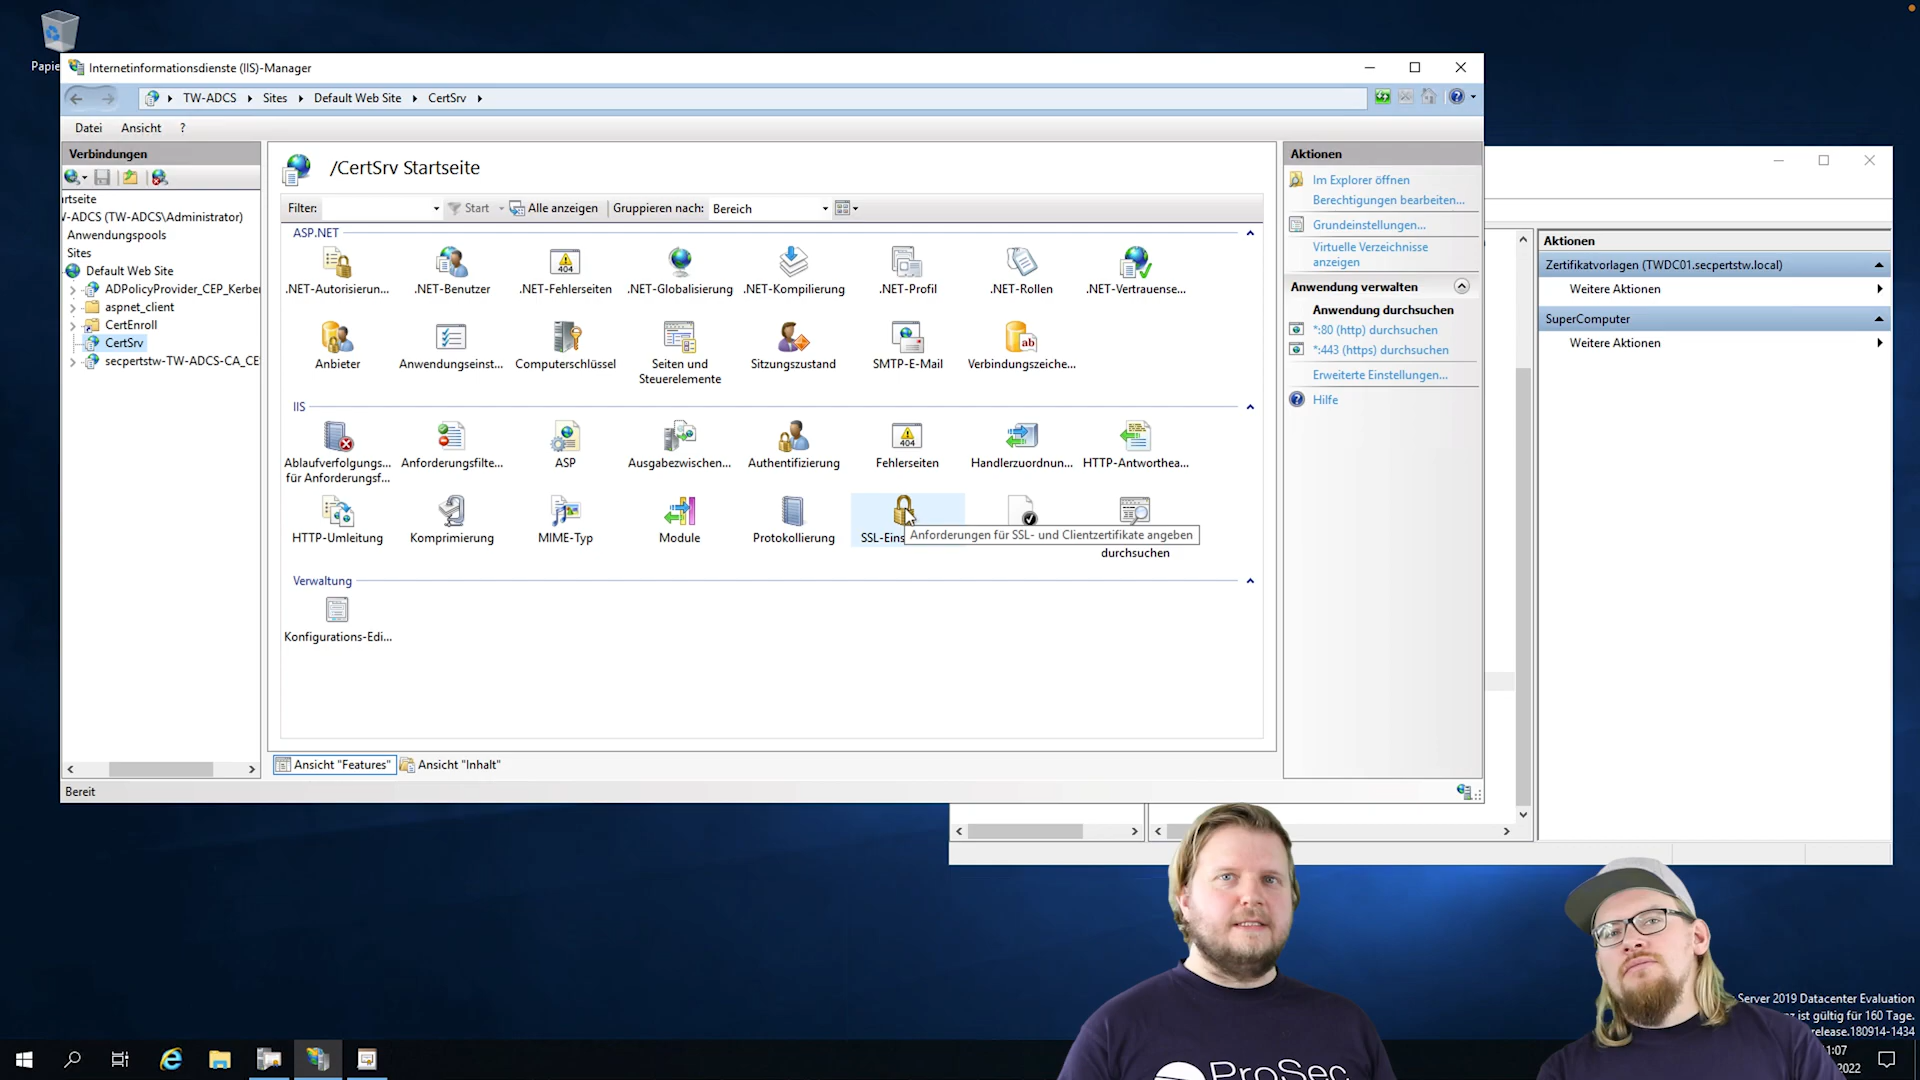 Papie
Internetinformationsdienste (IIS)-Manager
TW-ADCS
Sites
Default Web Site
CertSrv
Datei
Ansicht
?
Verbindungen
artseite
V-ADCS (TW-ADCS\Administrator)
Anwendungspools
Sites
Default Web Site
ADPolicyProvider_CEP_Kerber
aspnet_client
CertEnroll
CertSrv
secpertstw-TW-ADCS-CA_CE
/CertSrv Startseite
Filter:
Start
Alle anzeigen
Gruppieren nach:
Bereich
ASP.NET
.NET-Autorisierun...
.NET-Benutzer
.NET-Fehlerseiten
.NET-Globalisierung
.NET-Kompilierung
.NET-Profil
.NET-Rollen
.NET-Vertrauense...
Anbieter
Anwendungseinst...
Computerschlüssel
Seiten und
Steuerelemente
Sitzungszustand
SMTP-E-Mail
Verbindungszeiche...
IIS
Ablaufverfolgungs...
für Anforderungsf...
Anforderungsfilte...
ASP
Ausgabezwischen...
Authentifizierung
Fehlerseiten
Handlerzuordnun...
HTTP-Antworthea...
HTTP-Umleitung
Komprimierung
MIME-Typ
Module
Protokollierung
SSL-Eins
Anforderungen für SSL- und Clientzertifikate angeben
durchsuchen
Verwaltung
Konfigurations-Edi...
Ansicht "Features"
Ansicht "Inhalt"
Bereit
Aktionen
Im Explorer öffnen
Berechtigungen bearbeiten...
Grundeinstellungen...
Virtuelle Verzeichnisse
anzeigen
Anwendung verwalten
Anwendung durchsuchen
*:80 (http) durchsuchen
*:443 (https) durchsuchen
Erweiterte Einstellungen...
Hilfe
Aktionen
Zertifikatvorlagen (TWDC01.secpertstw.local)
Weitere Aktionen
SuperComputer
Weitere Aktionen
Server 2019 Datacenter Evaluation
nz ist gültig für 160 Tage.
release.180914-1434
1:07
2022
ProSec